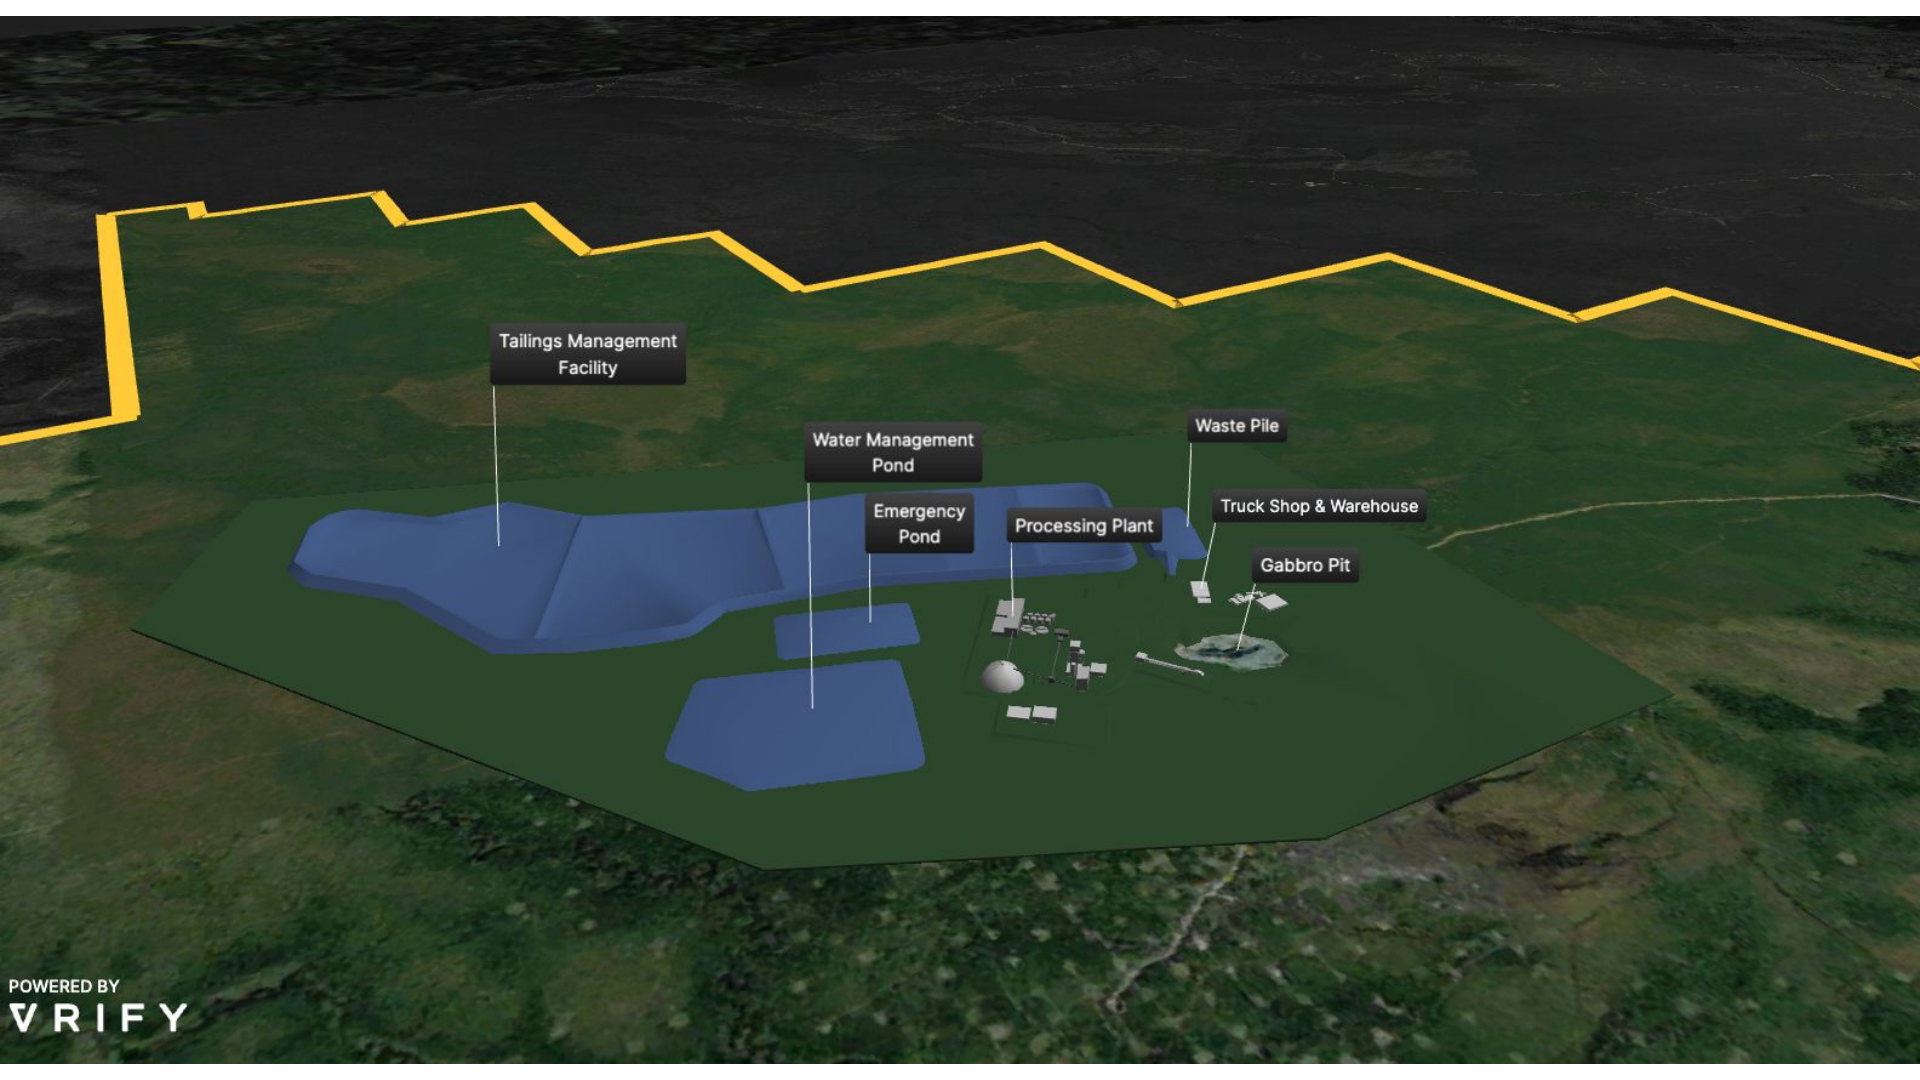 Tailings Management
Facility
Water Management
Pond
Waste Pile
Emergency
Pond
Processing Plant
Truck Shop & Warehouse
Gabbro Pit
POWERED BY
VRIFY